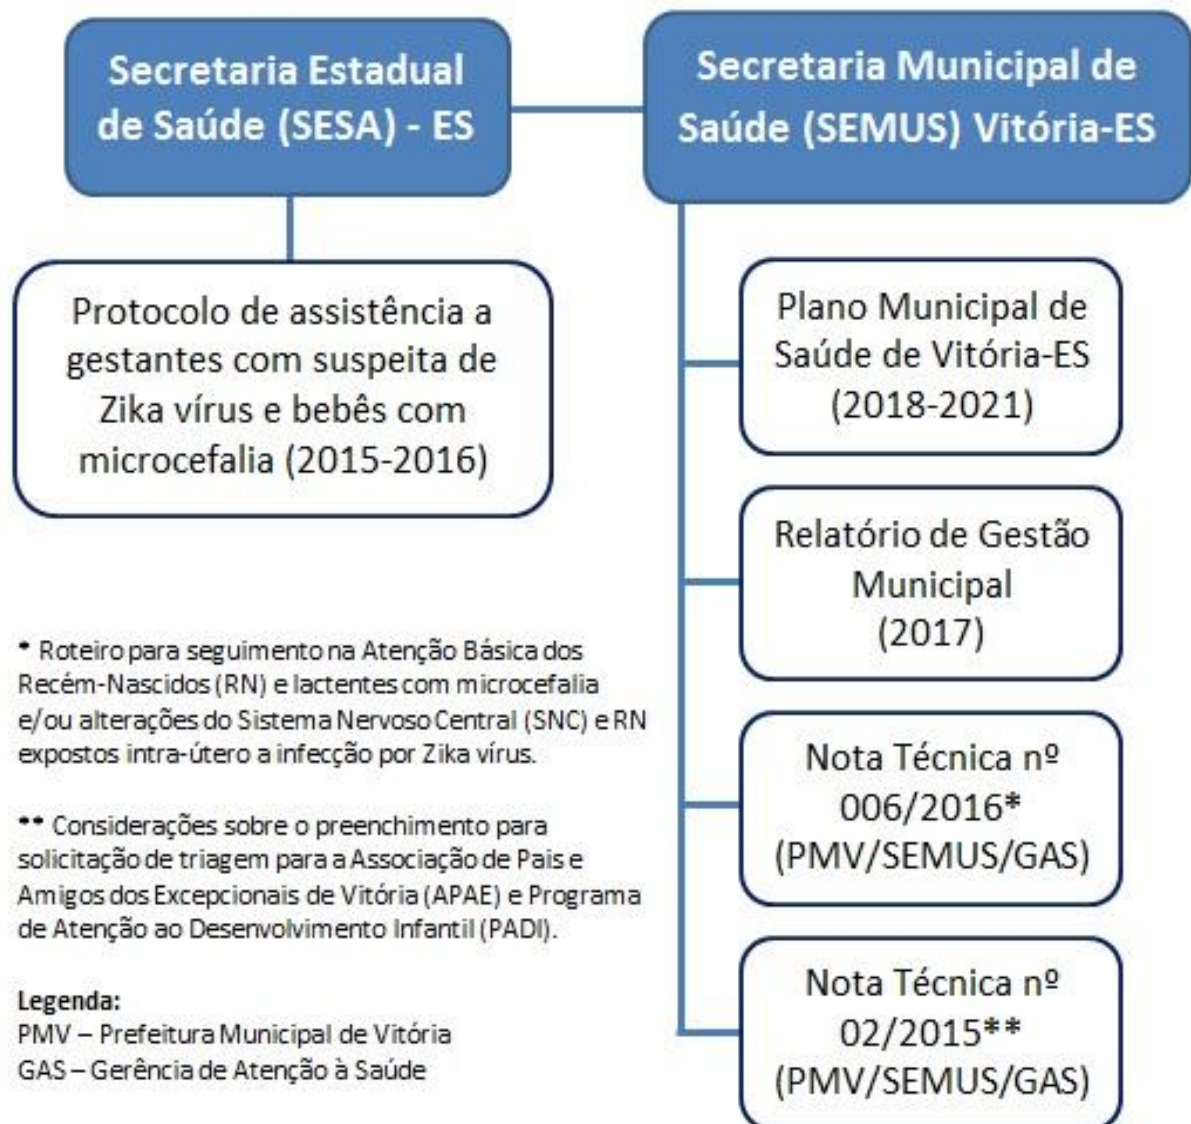 Secretaria Estadual
de Saúde (SESA) - ES
Secretaria Municipal de
Saúde (SEMUS) Vitória-ES
Protocolo de assistência a
gestantes com suspeita de
Zika vírus e bebês com
microcefalia (2015-2016)
Plano Municipal de
Saúde de Vitória-ES
(2018-2021)
Relatório de Gestão
Municipal
(2017)
Nota Técnica nº
006/2016*
(PMV/SEMUS/GAS)
Nota Técnica nº
02/2015**
(PMV/SEMUS/GAS)
* Roteiro para seguimento na Atenção Básica dos
Recém-Nascidos (RN) e lactentes com microcefalia
e/ou alterações do Sistema Nervoso Central (SNC) e RN
expostos intra-útero a infecção por Zika vírus.
** Considerações sobre o preenchimento para
solicitação de triagem para a Associação de Pais e
Amigos dos Excepcionais de Vitória (APAE) e Programa
de Atenção ao Desenvolvimento Infantil (PADI).
Legenda:
PMV – Prefeitura Municipal de Vitória
GAS – Gerência de Atenção à Saúde